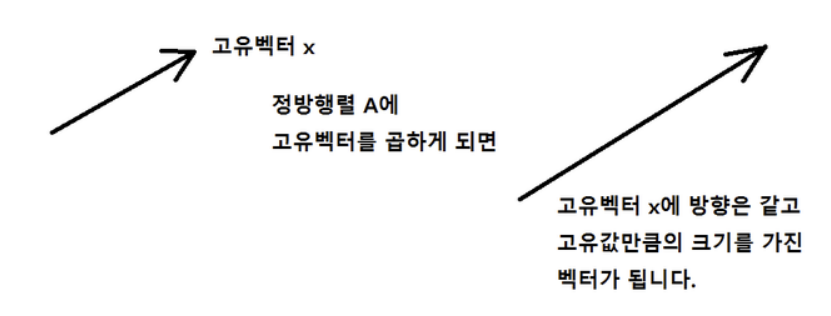 고유벡터 x
정방행렬 A에
고유벡터를 곱하게 되면
고유벡터 x에 방향은 같고
고유값만큼의 크기를 가진
벡터가 됩니다.